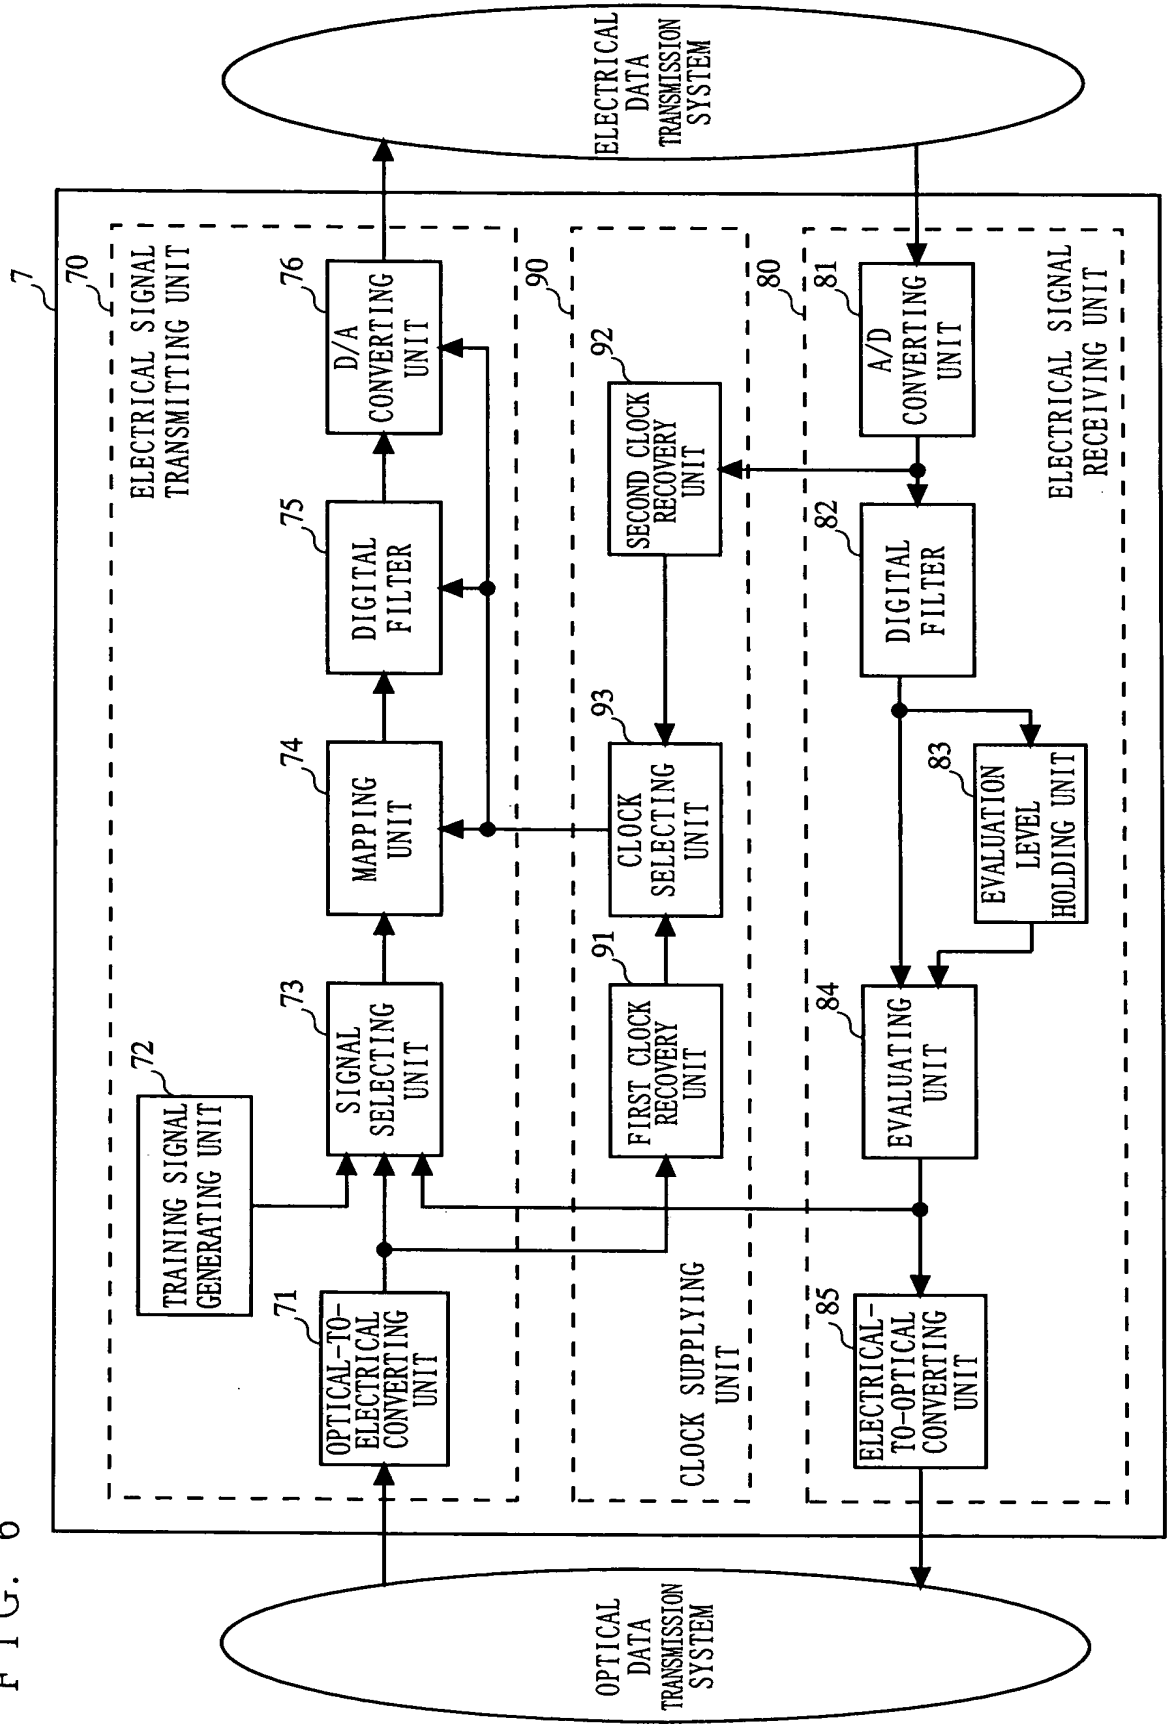 FIG. 6
7
70
ELECTRICAL SIGNAL
TRANSMITTING UNIT
72
TRAINING SIGNAL
GENERATING UNIT
71
OPTICAL-TO-
ELECTRICAL
CONVERTING
UNIT
73
SIGNAL
SELECTING
UNIT
74
MAPPING
UNIT
75
DIGITAL
FILTER
76
D/A
CONVERTING
UNIT
OPTICAL
DATA
TRANSMISSION
SYSTEM
ELECTRICAL
DATA
TRANSMISSION
SYSTEM
90
CLOCK SUPPLYING
UNIT
91
FIRST CLOCK
RECOVERY
UNIT
93
CLOCK
SELECTING
UNIT
92
SECOND CLOCK
RECOVERY
UNIT
80
85
ELECTRICAL-
TO-OPTICAL
CONVERTING
UNIT
84
EVALUATING
UNIT
83
EVALUATION
LEVEL
HOLDING UNIT
82
DIGITAL
FILTER
81
A/D
CONVERTING
UNIT
ELECTRICAL SIGNAL
RECEIVING UNIT